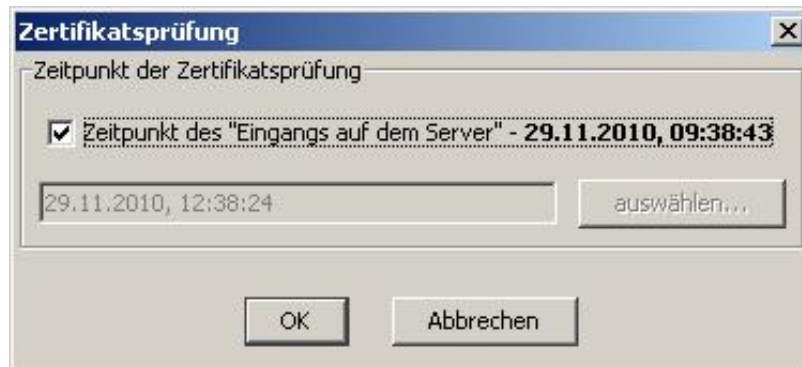 Zertifikatsprüfung
Zeitpunkt der Zertifikatsprüfung
Zeitpunkt des "Eingangs auf dem Server" - 29.11.2010, 09:38:43
29.11.2010, 12:38:24 auswählen...
OK Abbrechen